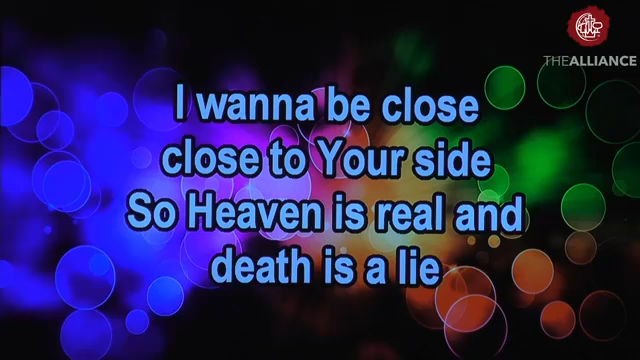 THEALLIANCE
I wanna be close
close to Your side
So Heaven is real and
death is a lie